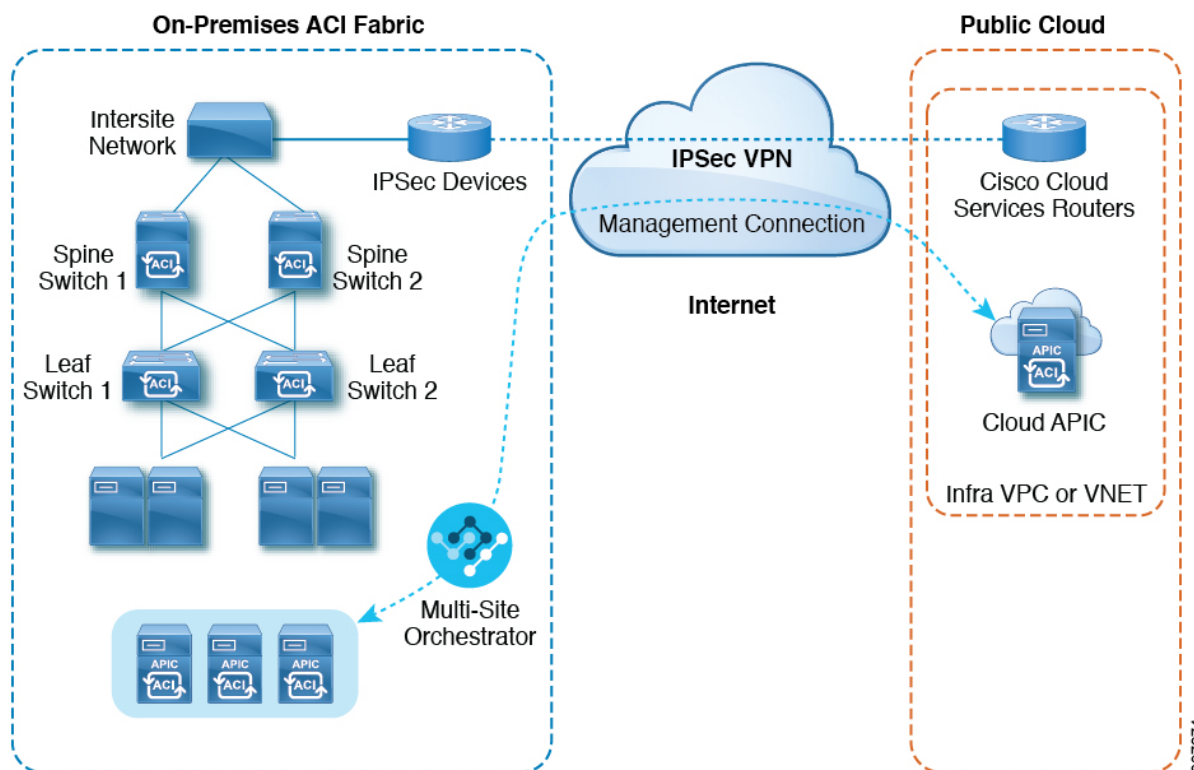 On-Premises ACI Fabric
Public Cloud
Intersite
Network
IPSec Devices
IPSec VPN
Management Connection
Internet
Cisco Cloud
Services Routers
Spine
Switch 1
ACI
ACI
Spine
Switch 2
Leaf
Switch 1
ACI
ACI
Leaf
Switch 2
APIC
ACI
Cloud APIC
Infra VPC or VNET
Multi-Site
Orchestrator
APIC
ACI
APIC
ACI
APIC
ACI